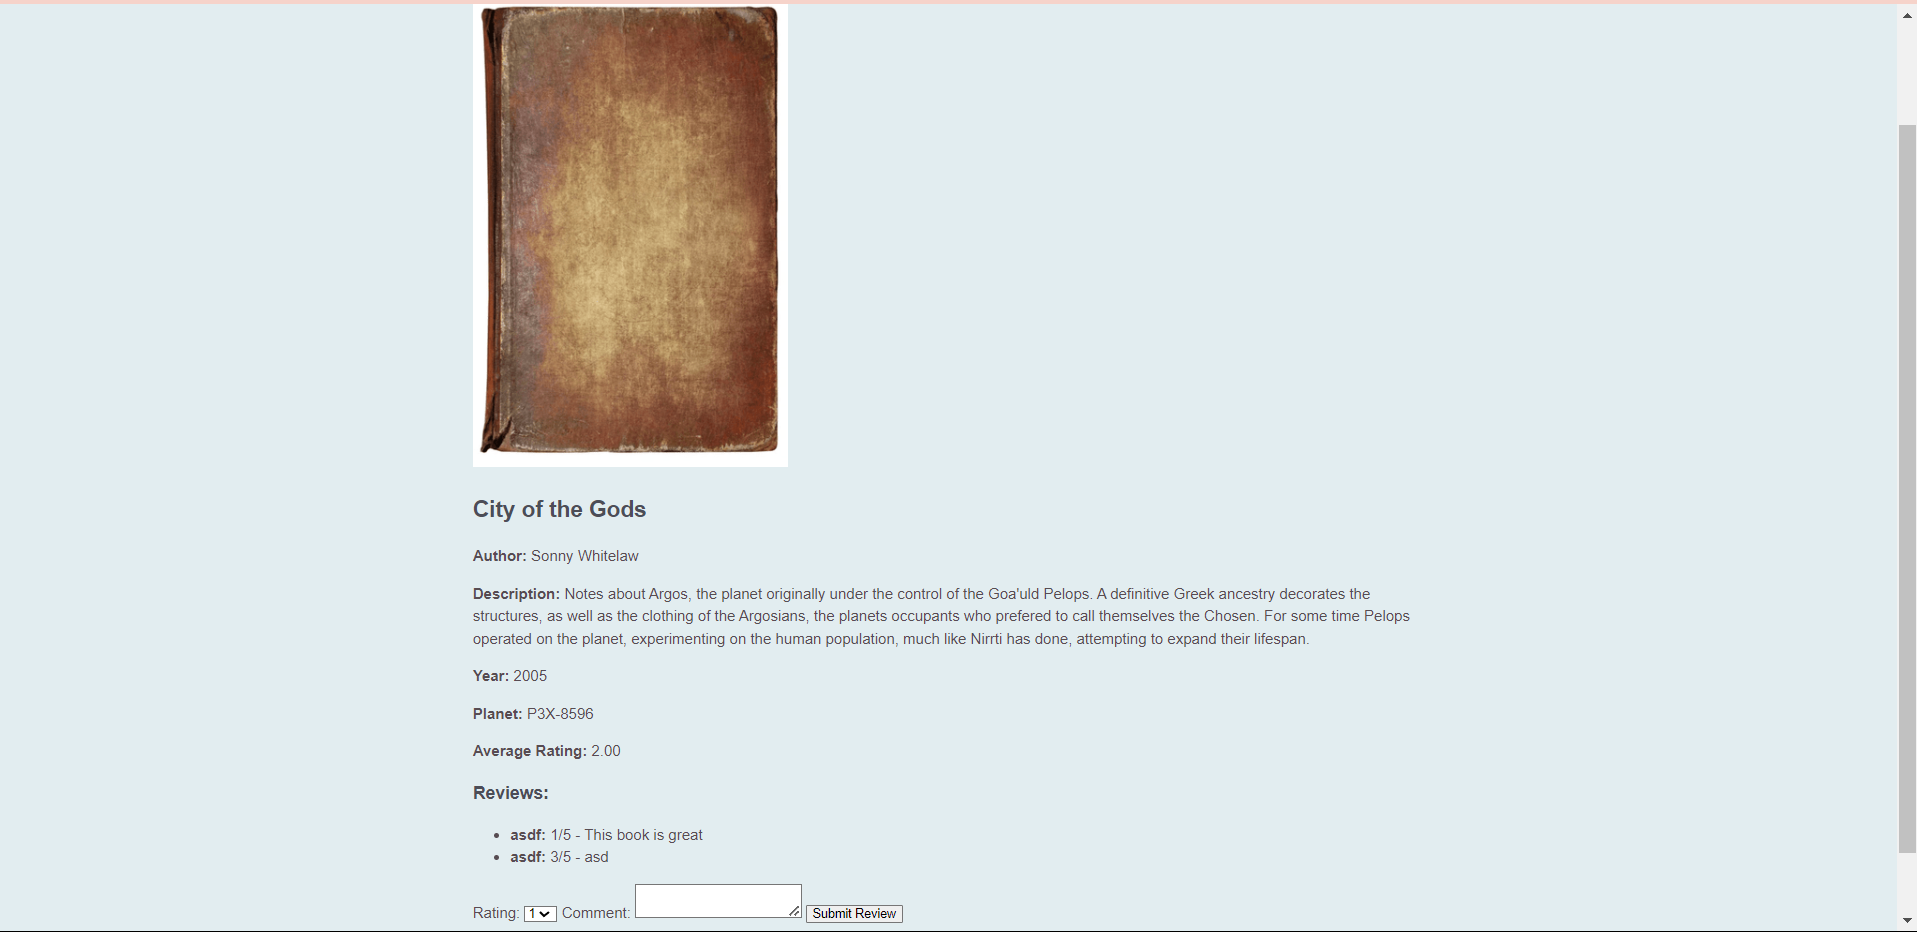 City of the Gods
Author: Sonny Whitelaw
Description: Notes about Argos, the planet originally under the control of the Goa'uld Pelops. A definitive Greek ancestry decorates the
structures, as well as the clothing of the Argosians, the planets occupants who prefered to call themselves the Chosen. For some time Pelops
operated on the planet, experimenting on the human population, much like Nirrti has done, attempting to expand their lifespan.
Year: 2005
Planet: P3X-8596
Average Rating: 2.00
Reviews:
• asdf: 1/5 - This book is great
• asdf: 3/5 - asd
Rating: 1 Comment: Submit Review